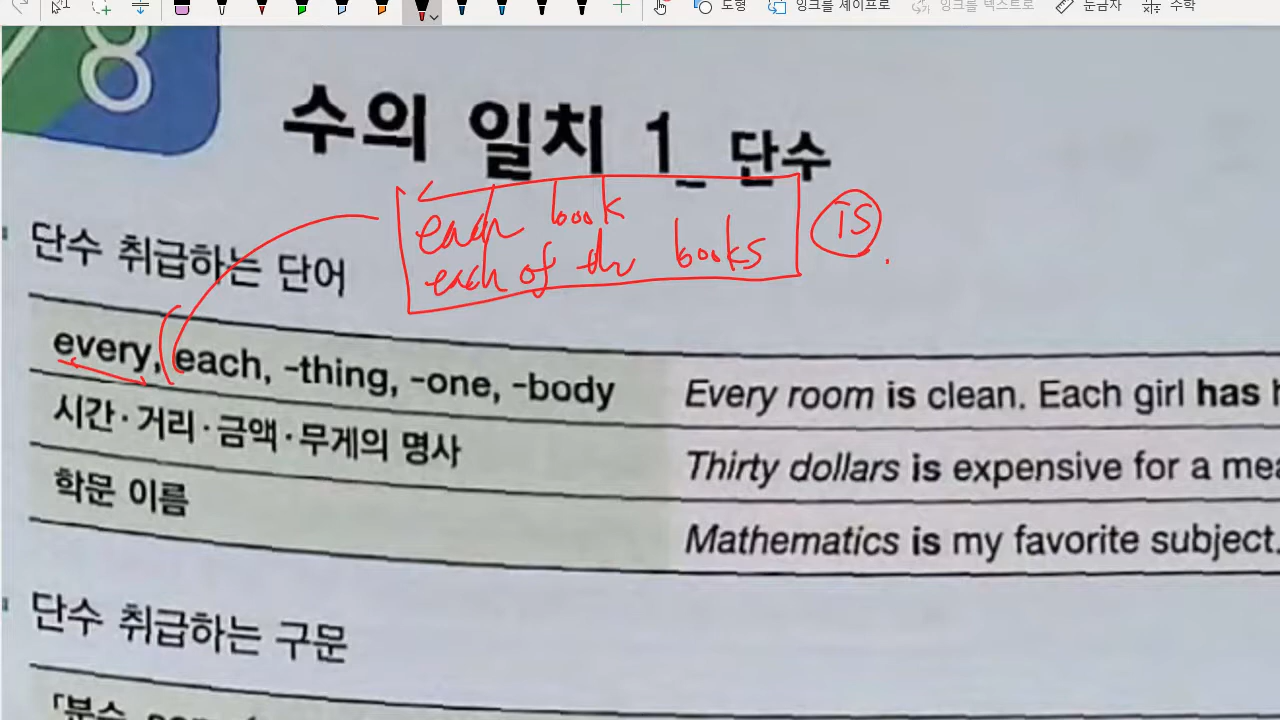 도형 잉크를 셰이프로 잉크를 텍스트로 눈금자 수학
78
수의 일치 1_ 단수
each book
each of the books
is.
단수 취급하는 단어
every, each, -thing, -one, -body
Every room is clean. Each girl has
시간·거리·금액·무게의 명사
Thirty dollars is expensive for a
학문 이름
Mathematics is my favorite subject.
단수 취급하는 구문
「분수,